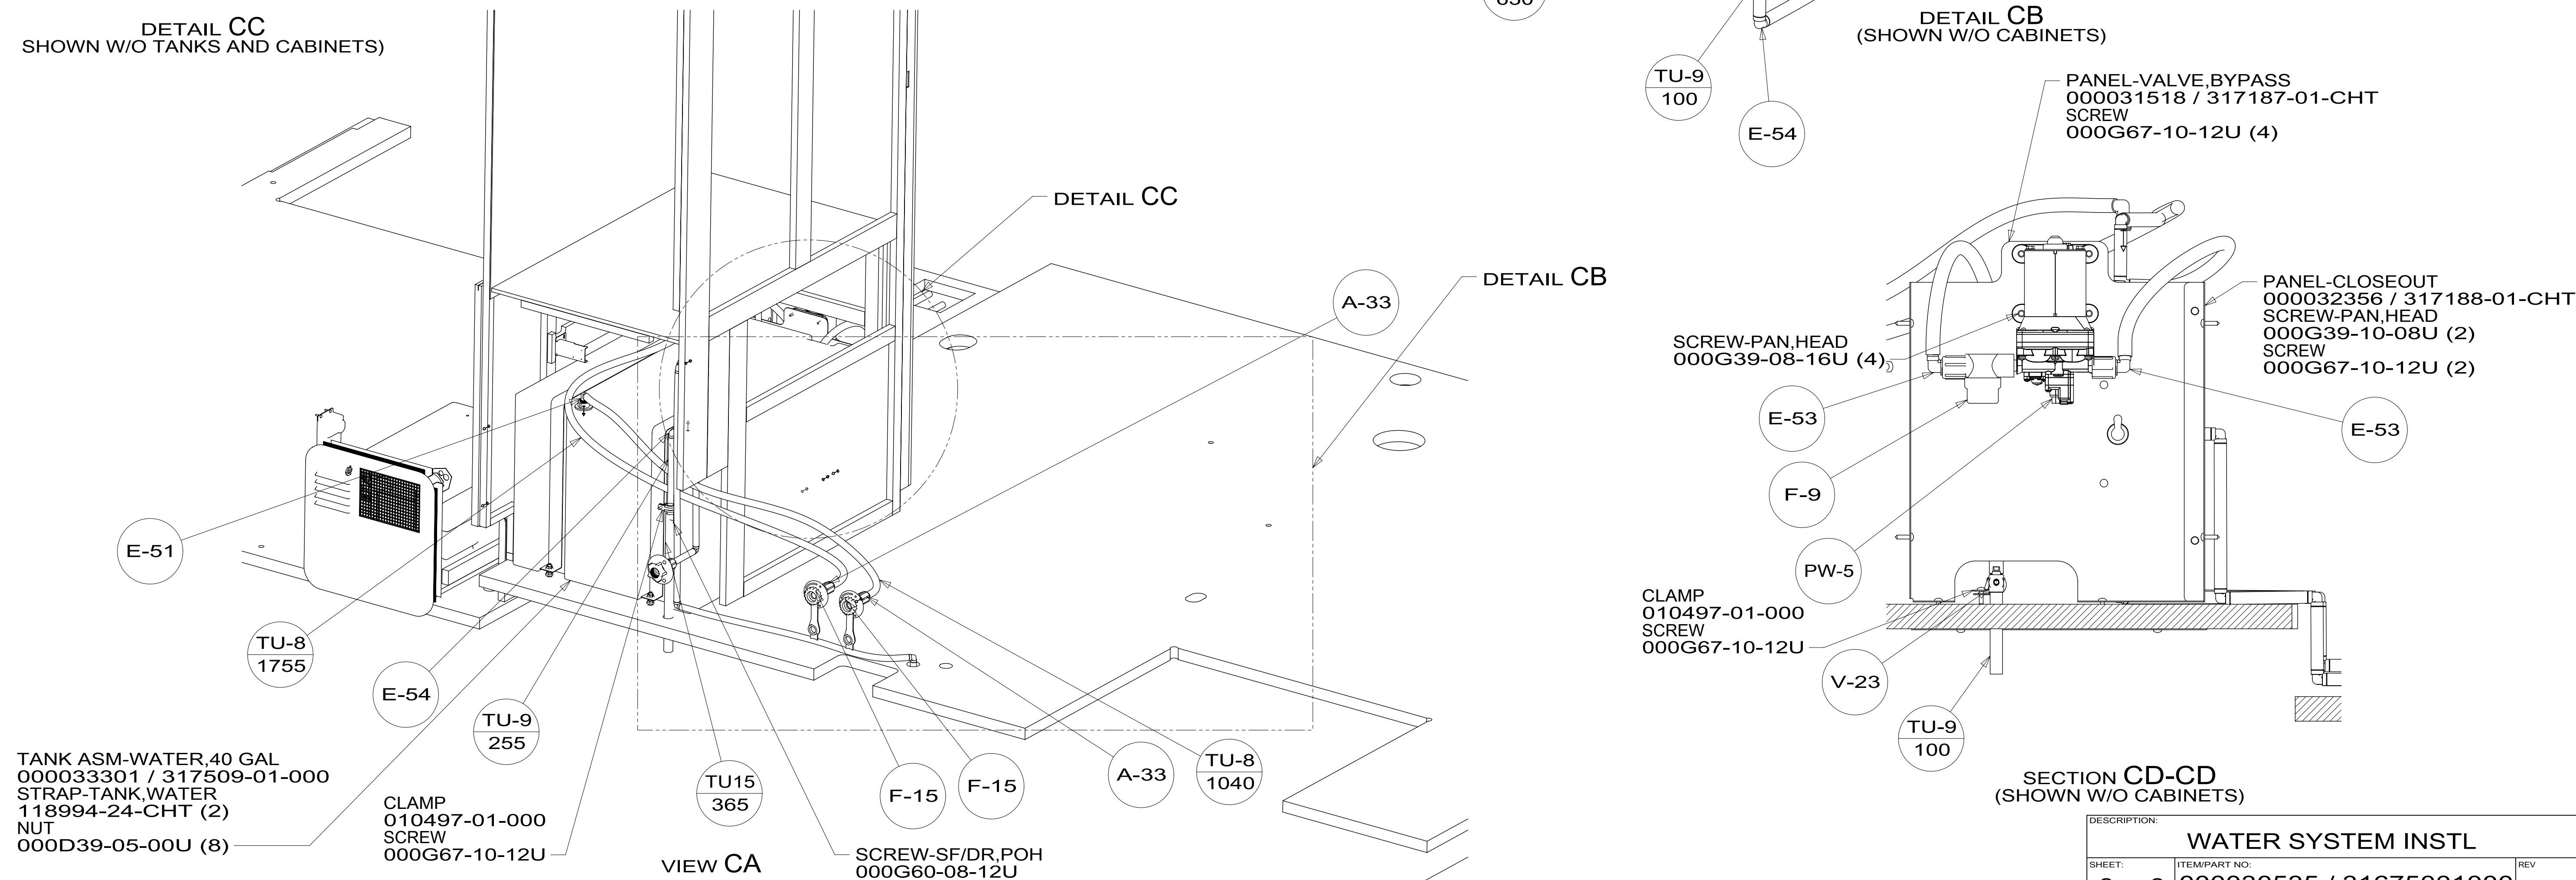 DETAIL CC
SHOWN W/O TANKS AND CABINETS)
DETAIL CC
DETAIL CB
A-33
E-51
TU-8
1755
E-54
TU-9
255
TANK ASM-WATER,40 GAL
000033301 / 317509-01-000
STRAP-TANK,WATER
118994-24-CHT (2)
NUT
000D39-05-00U (8)
CLAMP
010497-01-000
SCREW
000G67-10-12U
TU15
365
F-15
F-15
A-33
TU-8
1040
VIEW CA
SCREW-SF/DR,POH
000G60-08-12U
DETAIL CB
(SHOWN W/O CABINETS)
TU-9
100
E-54
PANEL-VALVE,BYPASS
000031518 / 317187-01-CHT
SCREW
000G67-10-12U (4)
PANEL-CLOSEOUT
000032356 / 317188-01-CHT
SCREW-PAN,HEAD
000G39-10-08U (2)
SCREW
000G67-10-12U (2)
SCREW-PAN,HEAD
000G39-08-16U (4)
E-53
E-53
F-9
PW-5
CLAMP
010497-01-000
SCREW
000G67-10-12U
V-23
TU-9
100
SECTION CD-CD
(SHOWN W/O CABINETS)
DESCRIPTION:
WATER SYSTEM INSTL
SHEET:
ITEM/PART NO:
REV